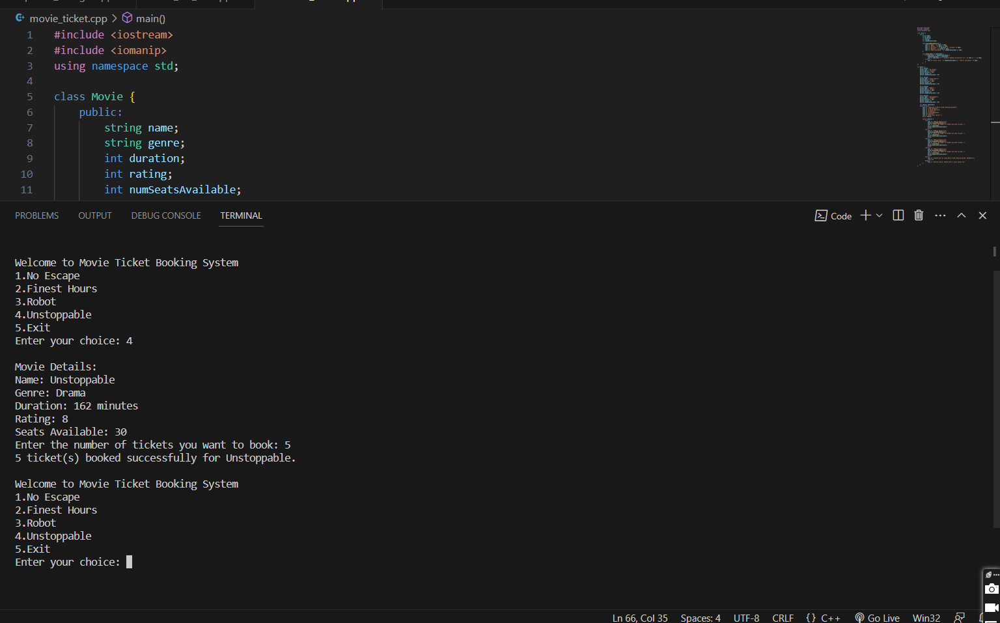 movie_ticket.cpp > main()
1 #include <iostream>
2 #include <iomanip>
3 using namespace std;
4
5 class Movie {
6 public:
7 string name;
8 string genre;
9 int duration;
10 int rating;
11 int numSeatsAvailable;
PROBLEMS OUTPUT DEBUG CONSOLE TERMINAL Code
Welcome to Movie Ticket Booking System
1.No Escape
2.Finest Hours
3.Robot
4.Unstoppable
5.Exit
Enter your choice: 4
Movie Details:
Name: Unstoppable
Genre: Drama
Duration: 162 minutes
Rating: 8
Seats Available: 30
Enter the number of tickets you want to book: 5
5 ticket(s) booked successfully for Unstoppable.
Welcome to Movie Ticket Booking System
1.No Escape
2.Finest Hours
3.Robot
4.Unstoppable
5.Exit
Enter your choice:
Ln 66, Col 35 Spaces: 4 UTF-8 CRLF {} C++ Go Live Win32